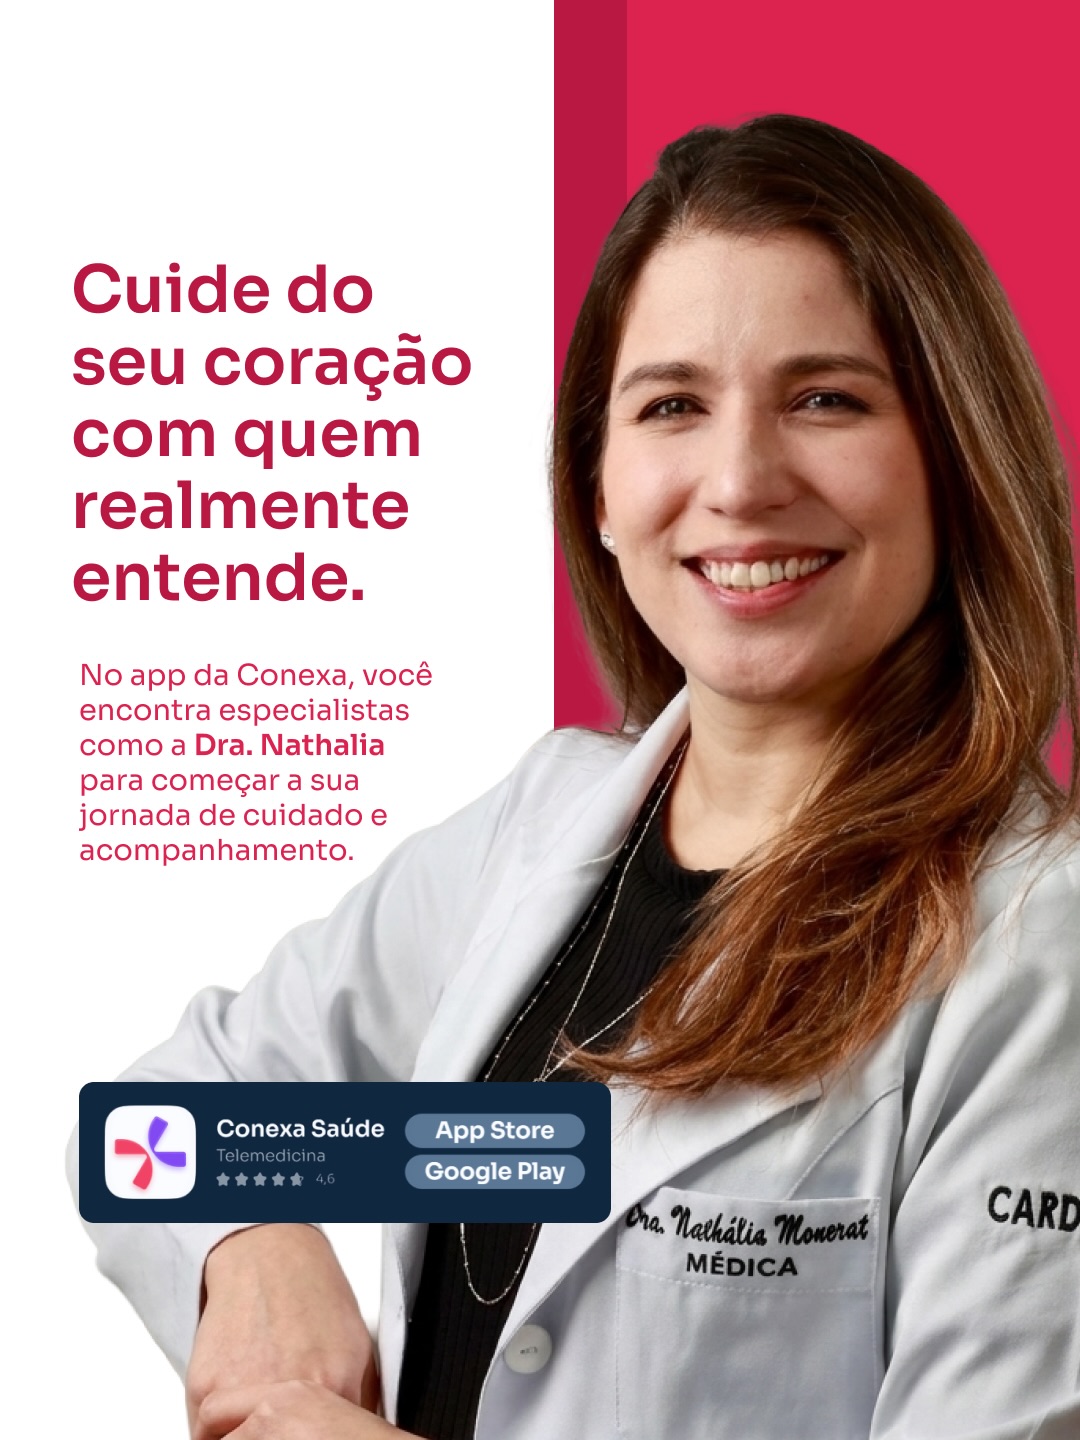 Cuide do
seu coração
com quem
realmente
entende.
No app da Conexa, você
encontra especialistas
como a Dra. Nathalia
para começar a sua
jornada de cuidado e
acompanhamento.
Conexa Saúde
Telemedicina
4,6
App Store
Google Play
Dra. Nathália Monerat
MÉDICA
CARD